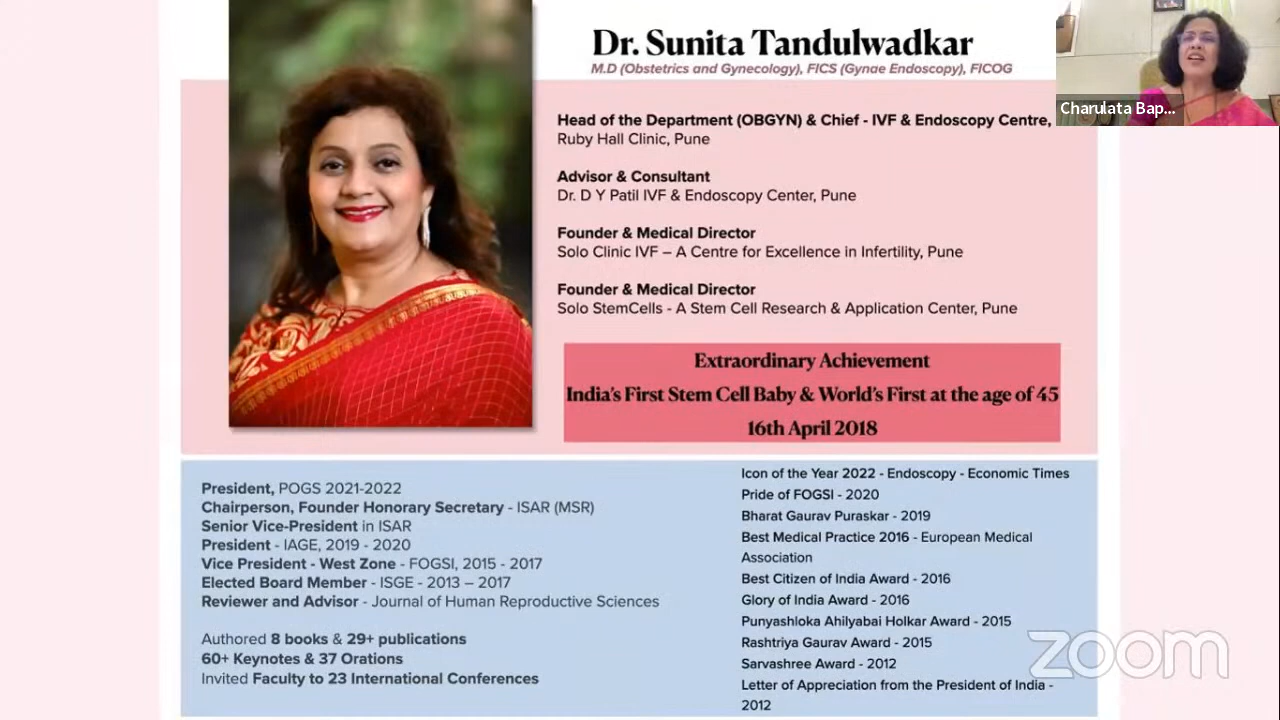 Dr. Sunita Tandulwadkar
M.D (Obstetrics and Gynecology), FICS (Gynae Endoscopy), FICOG
Charulata Bap...
Head of the Department (OBGYN) & Chief - IVF & Endoscopy Centre,
Ruby Hall Clinic, Pune
Advisor & Consultant
Dr. D Y Patil IVF & Endoscopy Center, Pune
Founder & Medical Director
Solo Clinic IVF – A Centre for Excellence in Infertility, Pune
Founder & Medical Director
Solo StemCells - A Stem Cell Research & Application Center, Pune
Extraordinary Achievement
India's First Stem Cell Baby & World's First at the age of 45
16th April 2018
President, POGS 2021-2022
Chairperson, Founder Honorary Secretary - ISAR (MSR)
Senior Vice-President in ISAR
President - IAGE, 2019 - 2020
Vice President - West Zone - FOGSI, 2015 - 2017
Elected Board Member - ISGE - 2013 – 2017
Reviewer and Advisor - Journal of Human Reproductive Sciences
Authored 8 books & 29+ publications
60+ Keynotes & 37 Orations
Invited Faculty to 23 International Conferences
Icon of the Year 2022 - Endoscopy - Economic Times
Pride of FOGSI - 2020
Bharat Gaurav Puraskar - 2019
Best Medical Practice 2016 - European Medical
Association
Best Citizen of India Award - 2016
Glory of India Award - 2016
Punyashloka Ahilyabai Holkar Award - 2015
Rashtriya Gaurav Award - 2015
Sarvashree Award - 2012
Letter of Appreciation from the President of India -
2012
zoom